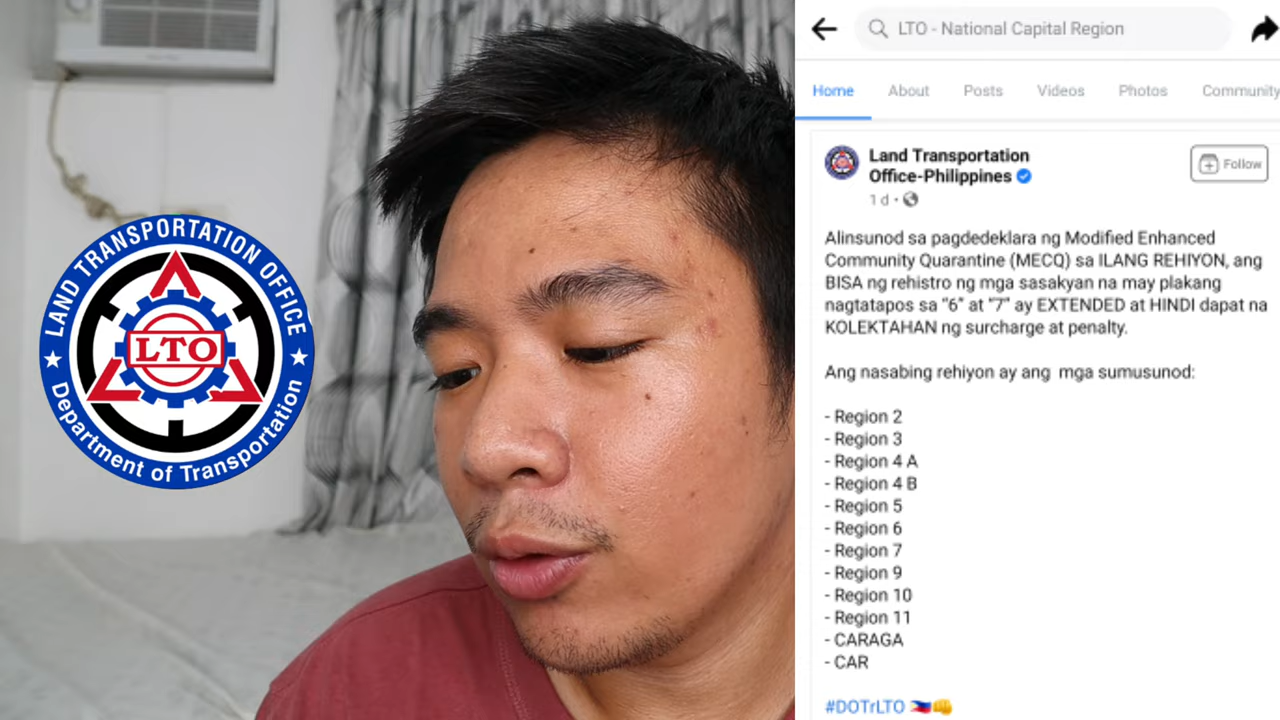 LAND TRANSPORTATION OFFICE
LTO
Department of Transportation
LTO - National Capital Region
Home About Posts Videos Photos Community
Land Transportation
Office-Philippines
Follow
1 d
Alinsunod sa pagdedeklara ng Modified Enhanced
Community Quarantine (MECQ) sa ILANG REHIYON, ang
BISA ng rehistro ng mga sasakyan na may plakang
nagtatapos sa "6" at "7" ay EXTENDED at HINDI dapat na
KOLEKTAHAN ng surcharge at penalty.
Ang nasabing rehiyon ay ang mga sumusunod:
- Region 2
- Region 3
- Region 4 A
- Region 4 B
- Region 5
- Region 6
- Region 7
- Region 9
- Region 10
- Region 11
- CARAGA
- CAR
#DOTrLTO 🇵🇭👊